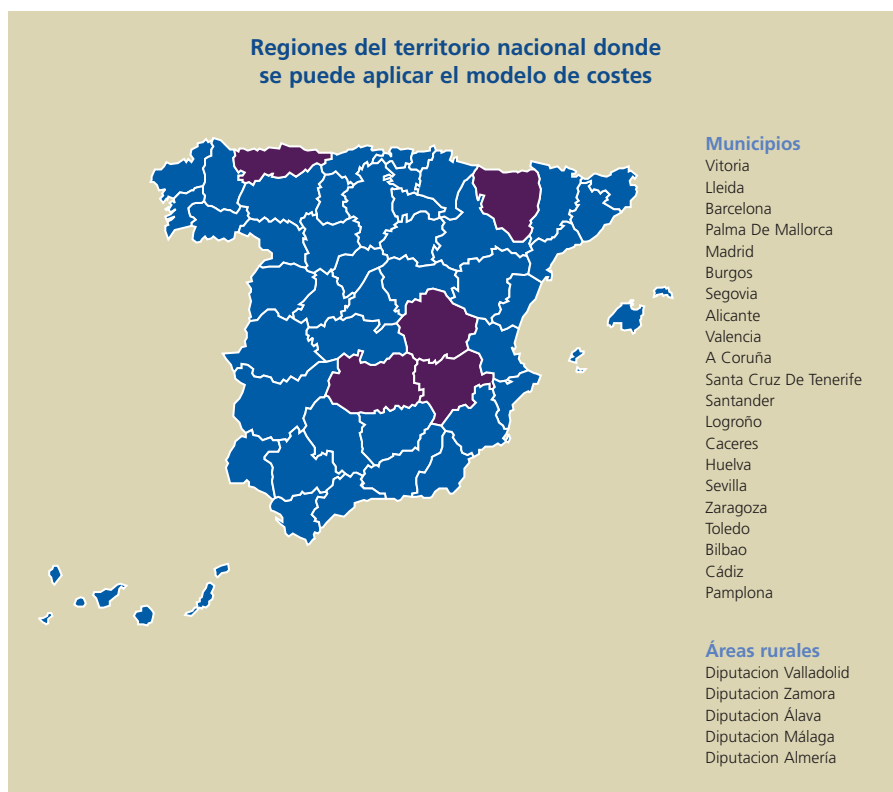 Regiones del territorio nacional donde
se puede aplicar el modelo de costes
Municipios
Vitoria
Lleida
Barcelona
Palma De Mallorca
Madrid
Burgos
Segovia
Alicante
Valencia
A Coruña
Santa Cruz De Tenerife
Santander
Logroño
Caceres
Huelva
Sevilla
Zaragoza
Toledo
Bilbao
Cádiz
Pamplona
Áreas rurales
Diputacion Valladolid
Diputacion Zamora
Diputacion Álava
Diputacion Málaga
Diputacion Almería